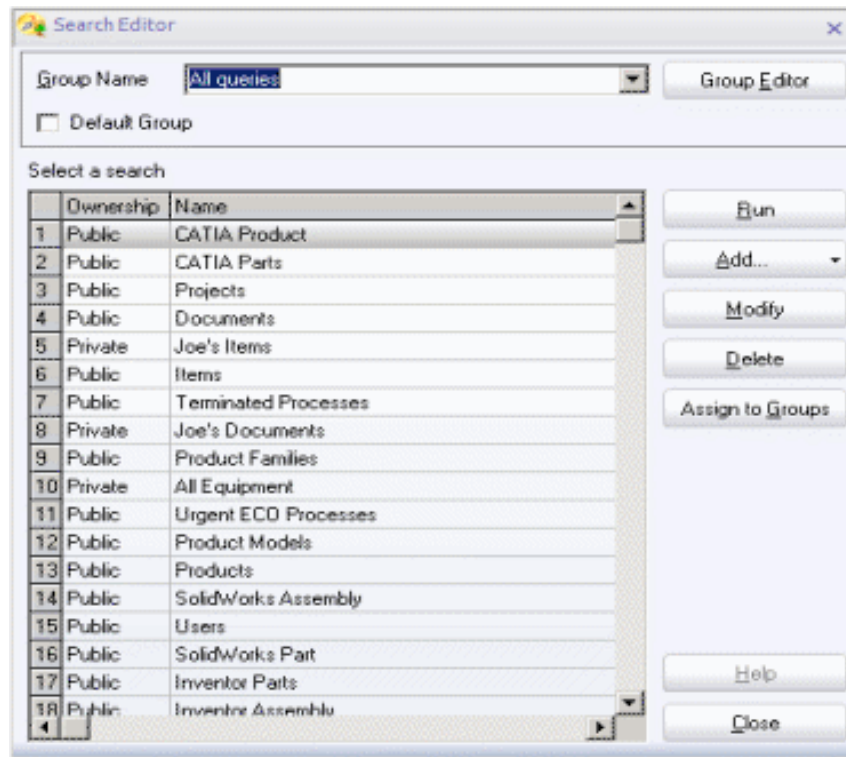 Search Editor
Group Name All queries Group Editor
Default Group
Select a search
Ownership Name
1 Public CATIA Product
2 Public CATIA Parts
3 Public Projects
4 Public Documents
5 Private Joe's Items
6 Public Items
7 Public Terminated Processes
8 Private Joe's Documents
9 Public Product Families
10 Private All Equipment
11 Public Urgent ECO Processes
12 Public Product Models
13 Public Products
14 Public SolidWorks Assembly
15 Public Users
16 Public SolidWorks Part
17 Public Inventor Parts
18 Public Inventor Assembly
Run
Add...
Modify
Delete
Assign to Groups
Help
Close